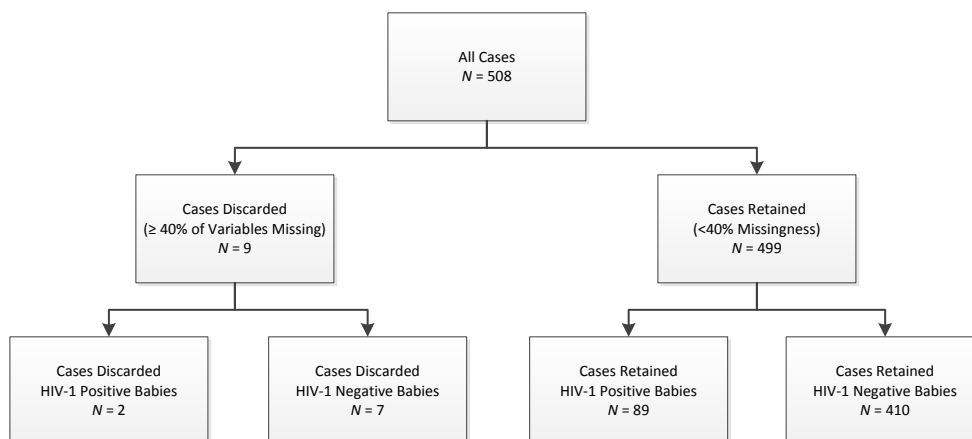 All Cases
N = 508
Cases Discarded
(≥ 40% of Variables Missing)
N = 9
Cases Retained
(<40% Missingness)
N = 499
Cases Discarded
HIV-1 Positive Babies
N = 2
Cases Discarded
HIV-1 Negative Babies
N = 7
Cases Retained
HIV-1 Positive Babies
N = 89
Cases Retained
HIV-1 Negative Babies
N = 410